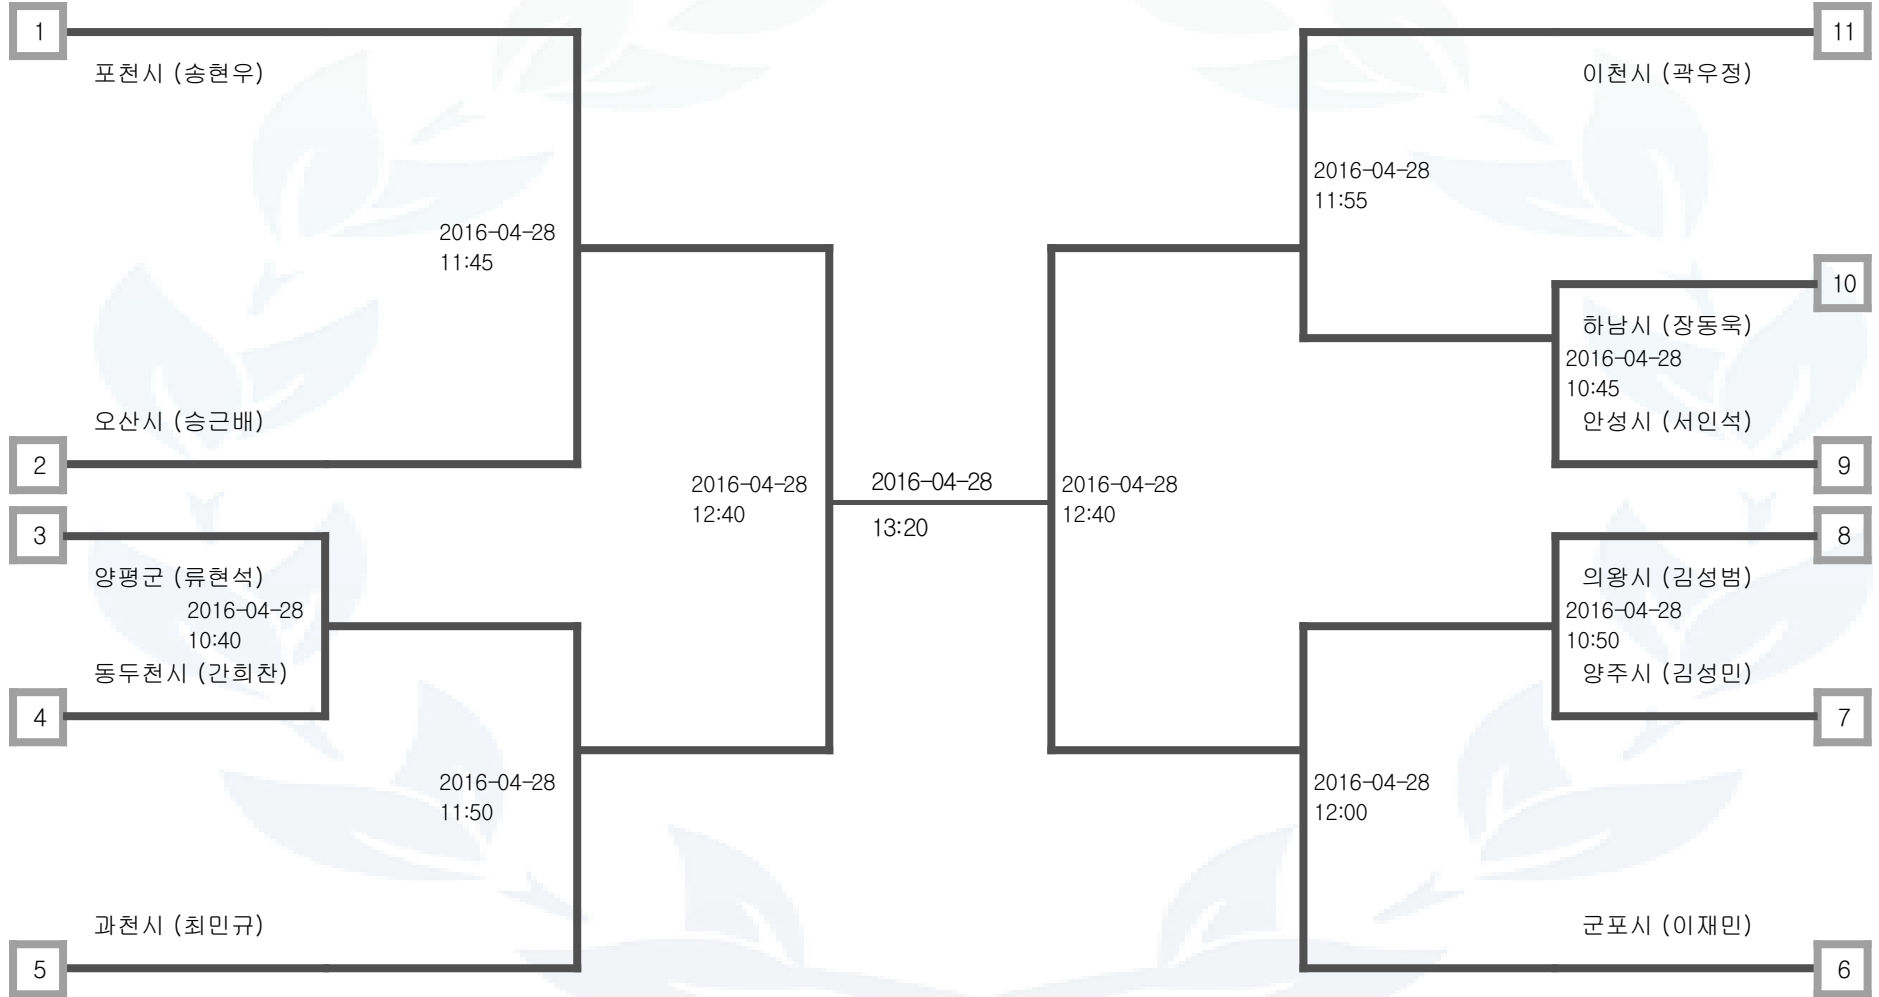 1
포천시 (송현우)
2016-04-28
11:45
오산시 (승근배)
2
3
양평군 (류현석)
2016-04-28
10:40
동두천시 (간희찬)
4
2016-04-28
11:50
과천시 (최민규)
5
2016-04-28
12:40
2016-04-28
13:20
2016-04-28
12:40
11
이천시 (곽우정)
2016-04-28
11:55
10
하남시 (장동욱)
2016-04-28
10:45
안성시 (서인석)
9
8
의왕시 (김성범)
2016-04-28
10:50
양주시 (김성민)
7
2016-04-28
12:00
군포시 (이재민)
6